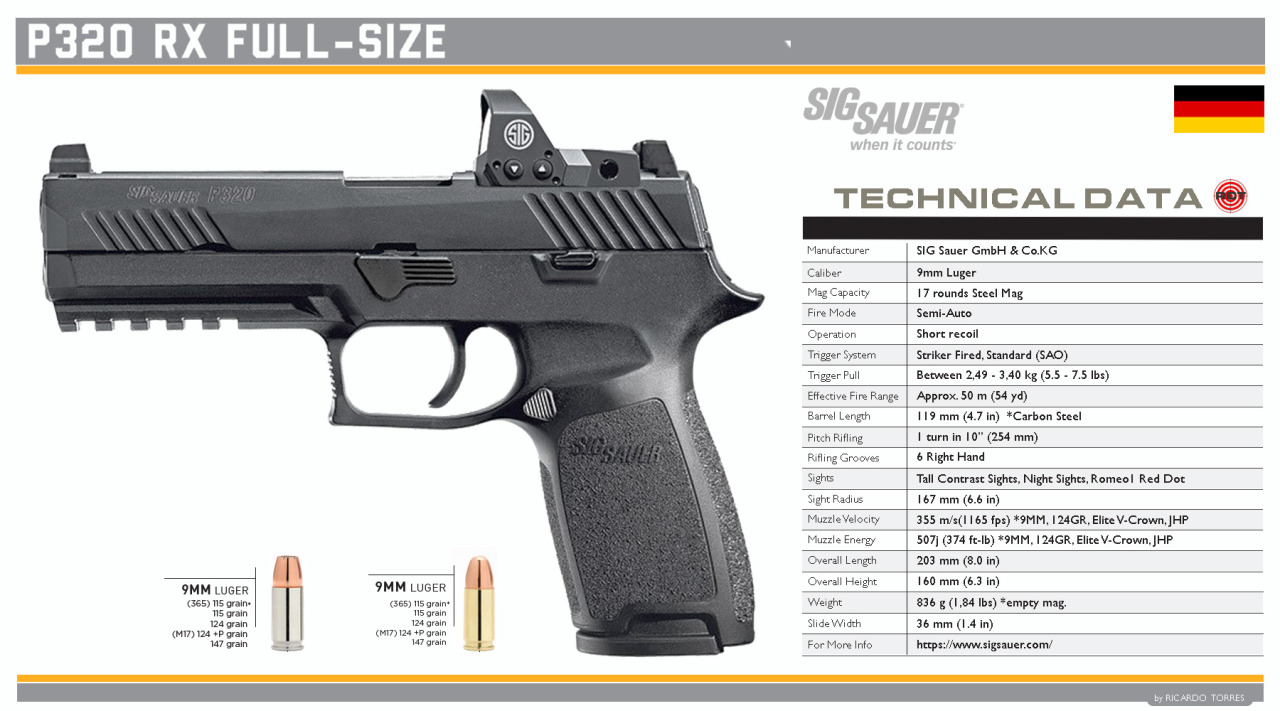 P320 RX FULL-SIZE
SIG SAUER®
when it counts™
TECHNICAL DATA
RCT
SIG SAUER P320
SIG
SIG SAUER
Manufacturer SIG Sauer GmbH & Co.KG
Caliber 9mm Luger
Mag Capacity 17 rounds Steel Mag
Fire Mode Semi-Auto
Operation Short recoil
Trigger System Striker Fired, Standard (SAO)
Trigger Pull Between 2,49 - 3,40 kg (5.5 - 7.5 lbs)
Effective Fire Range Approx. 50 m (54 yd)
Barrel Length 119 mm (4.7 in) *Carbon Steel
Pitch Rifling 1 turn in 10” (254 mm)
Rifling Grooves 6 Right Hand
Sights Tall Contrast Sights, Night Sights, Romeo1 Red Dot
Sight Radius 167 mm (6.6 in)
Muzzle Velocity 355 m/s(1165 fps) *9MM, 124GR, Elite V-Crown, JHP
Muzzle Energy 507j (374 ft-lb) *9MM, 124GR, Elite V-Crown, JHP
Overall Length 203 mm (8.0 in)
Overall Height 160 mm (6.3 in)
Weight 836 g (1,84 lbs) *empty mag.
Slide Width 36 mm (1.4 in)
For More Info https://www.sigsauer.com/
9MM LUGER
(365) 115 grain*
115 grain
124 grain
(M17) 124 +P grain
147 grain
9MM LUGER
(365) 115 grain*
115 grain
124 grain
(M17) 124 +P grain
147 grain
by RICARDO TORRES